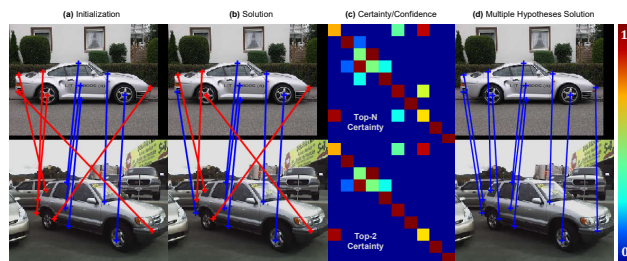 (a) Initialization
(b) Solution
(c) Certainty/Confidence
(d) Multiple Hypotheses Solution
1
Top-N
Certainty
Top-2
Certainty
0